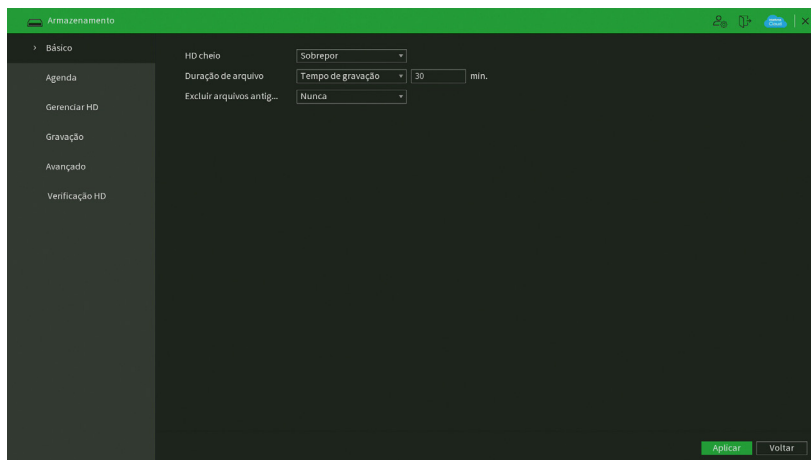 Armazenamento
Básico
Agenda
Gerenciar HD
Gravação
Avançado
Verificação HD
HD cheio
Sobrepor
Duração de arquivo
Tempo de gravação
30
min.
Excluir arquivos antig...
Nunca
Aplicar
Voltar